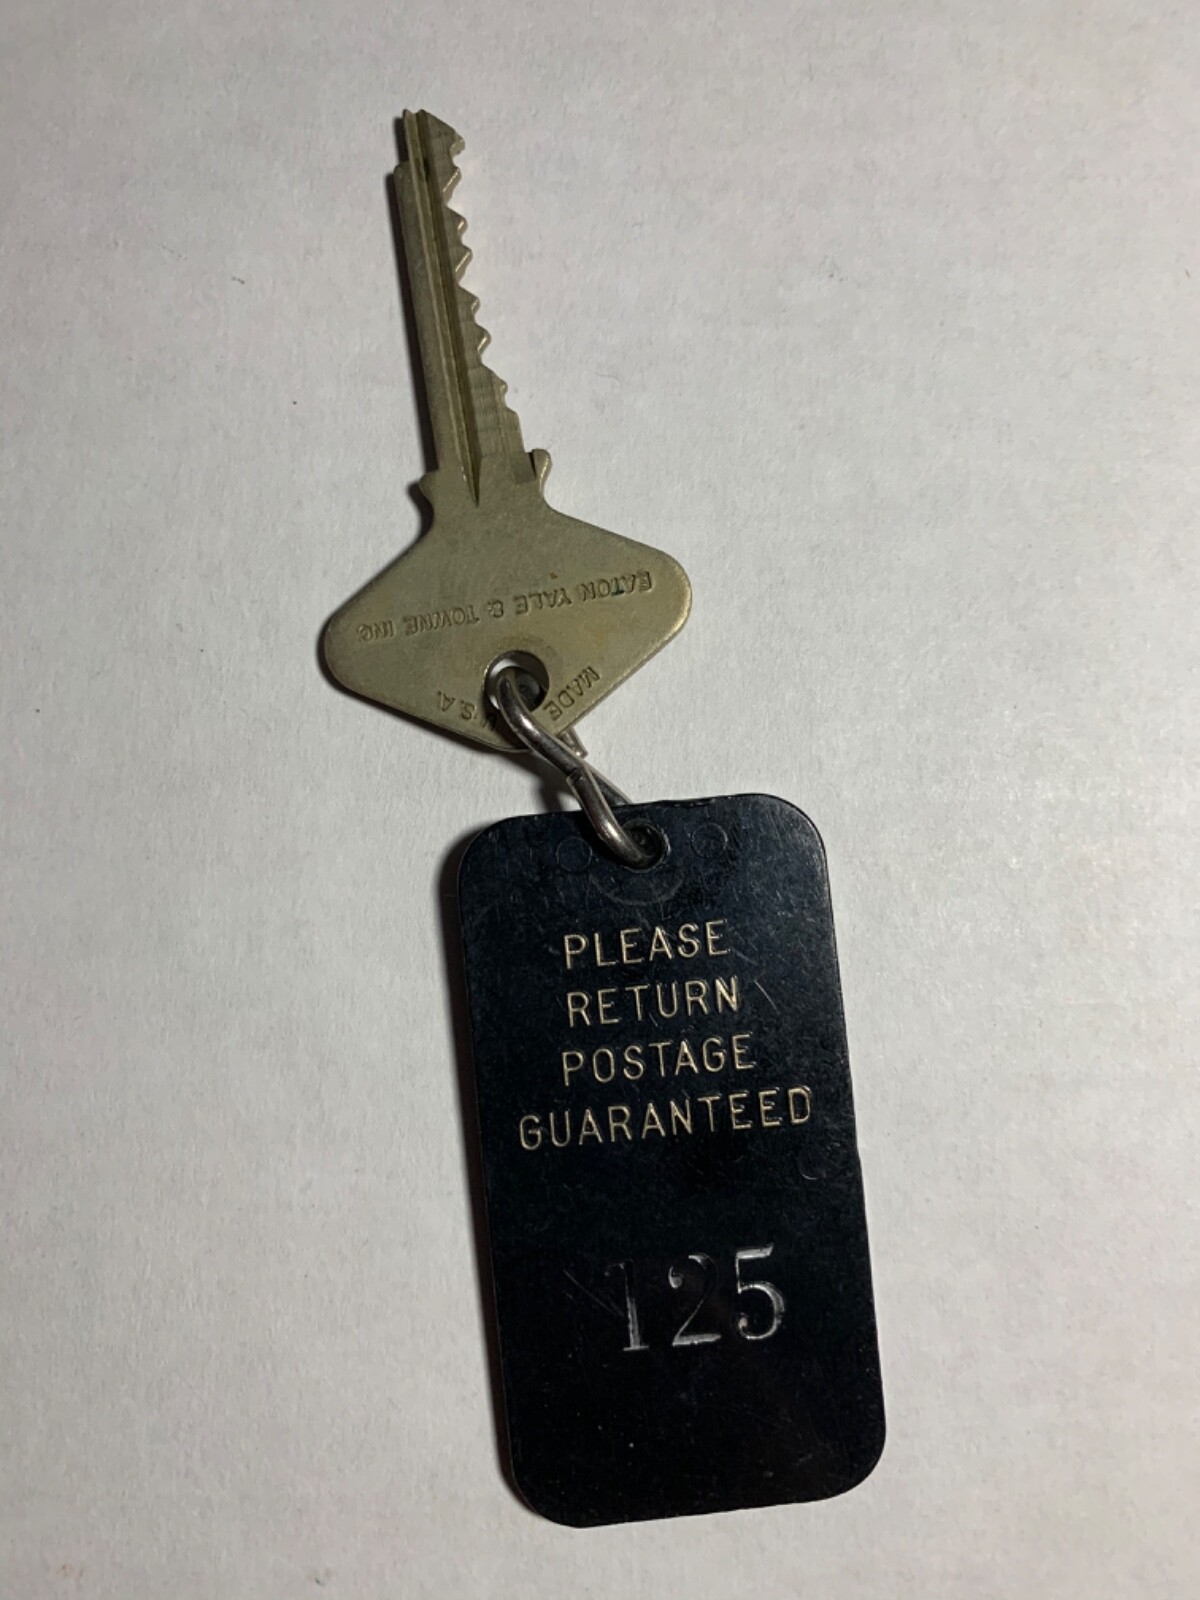 EATON YALE & TOWNE INC.
MADE U.S.A.
PLEASE
RETURN
POSTAGE
GUARANTEED
125